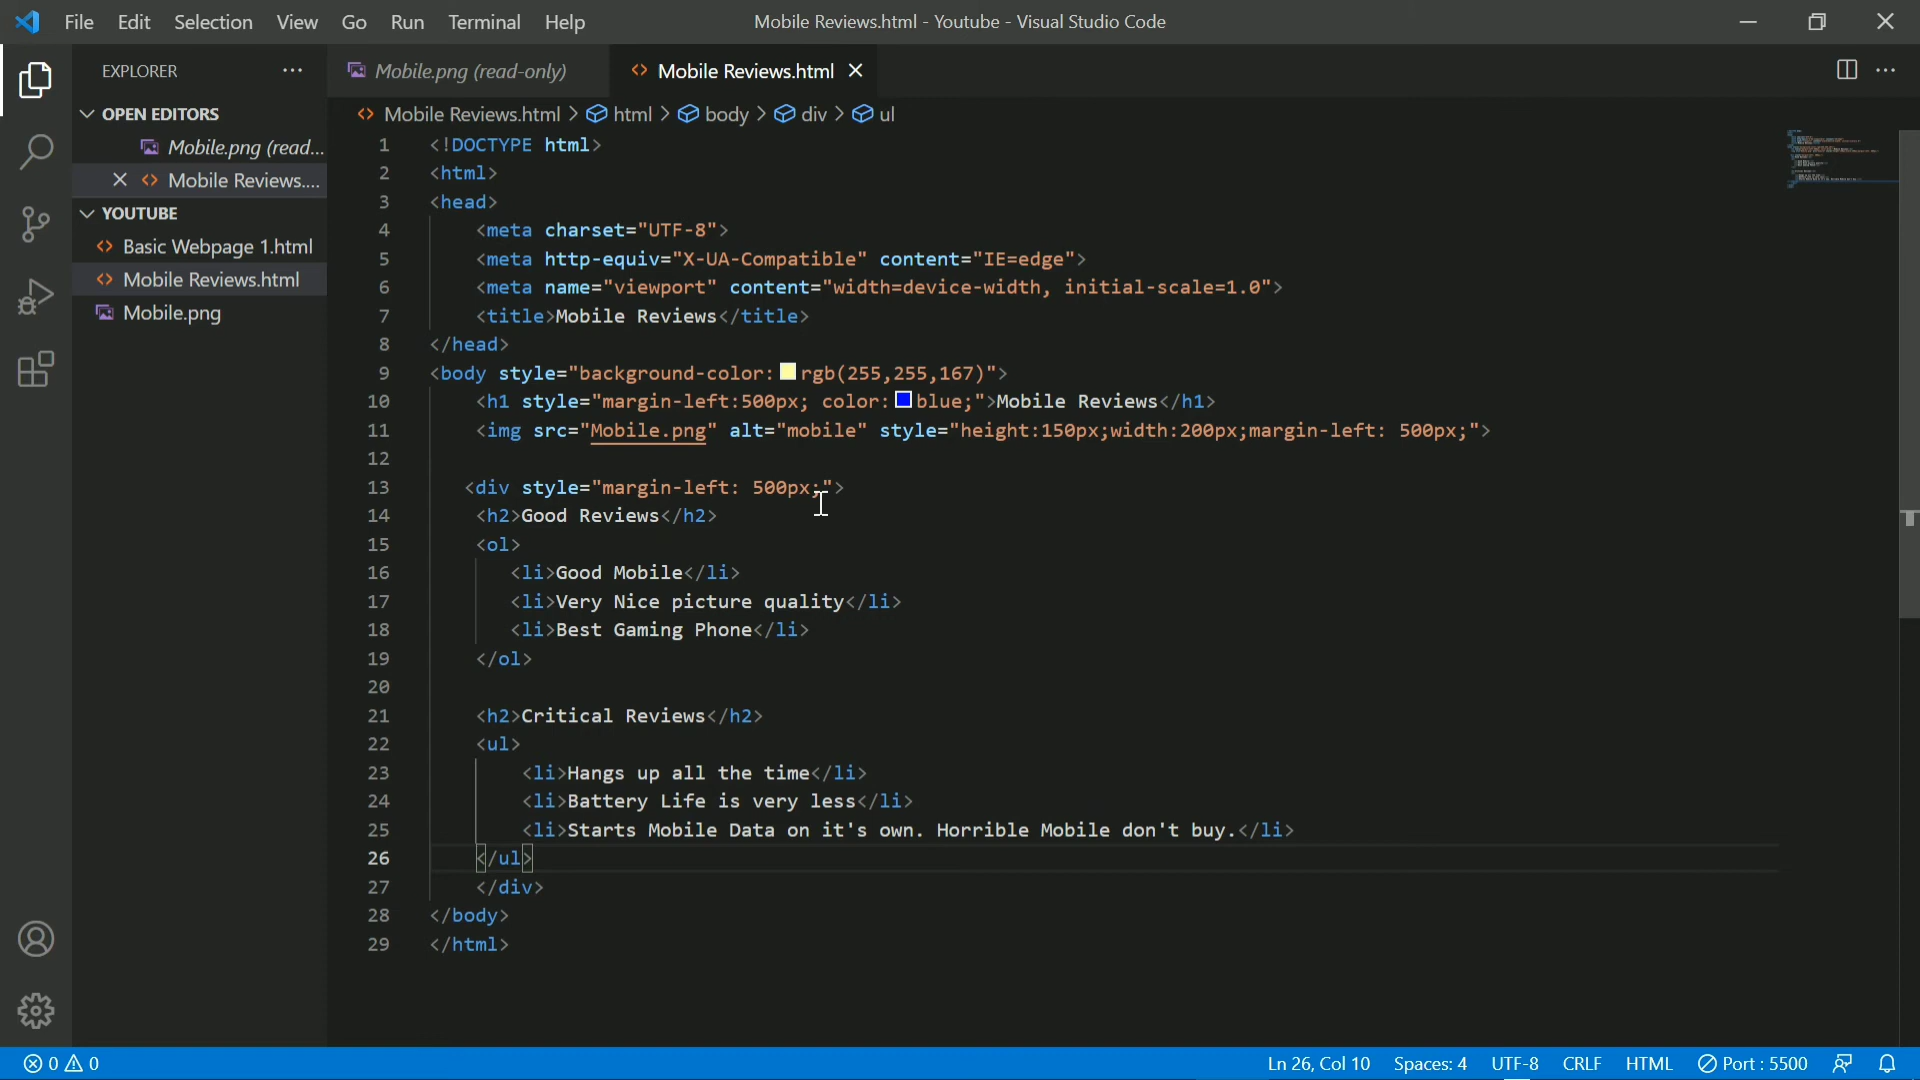 File Edit Selection View Go Run Terminal Help Mobile Reviews.html - Youtube - Visual Studio Code
EXPLORER
Mobile.png (read-only)
Mobile Reviews.html
OPEN EDITORS
Mobile.png (read...
Mobile Reviews....
YOUTUBE
Basic Webpage 1.html
Mobile Reviews.html
Mobile.png
Mobile Reviews.html > html > body > div > ul
1 <!DOCTYPE html>
2 <html>
3 <head>
4 <meta charset="UTF-8">
5 <meta http-equiv="X-UA-Compatible" content="IE=edge">
6 <meta name="viewport" content="width=device-width, initial-scale=1.0">
7 <title>Mobile Reviews</title>
8 </head>
9 <body style="background-color: rgb(255,255,167)">
10 <h1 style="margin-left:500px; color: blue;">Mobile Reviews</h1>
11 <img src="Mobile.png" alt="mobile" style="height:150px;width:200px;margin-left: 500px;">
12
13 <div style="margin-left: 500px;">
14 <h2>Good Reviews</h2>
15 <ol>
16 <li>Good Mobile</li>
17 <li>Very Nice picture quality</li>
18 <li>Best Gaming Phone</li>
19 </ol>
20
21 <h2>Critical Reviews</h2>
22 <ul>
23 <li>Hangs up all the time</li>
24 <li>Battery Life is very less</li>
25 <li>Starts Mobile Data on it's own. Horrible Mobile don't buy.</li>
26 </ul>
27 </div>
28 </body>
29 </html>
0 0 Ln 26, Col 10 Spaces: 4 UTF-8 CRLF HTML Port : 5500